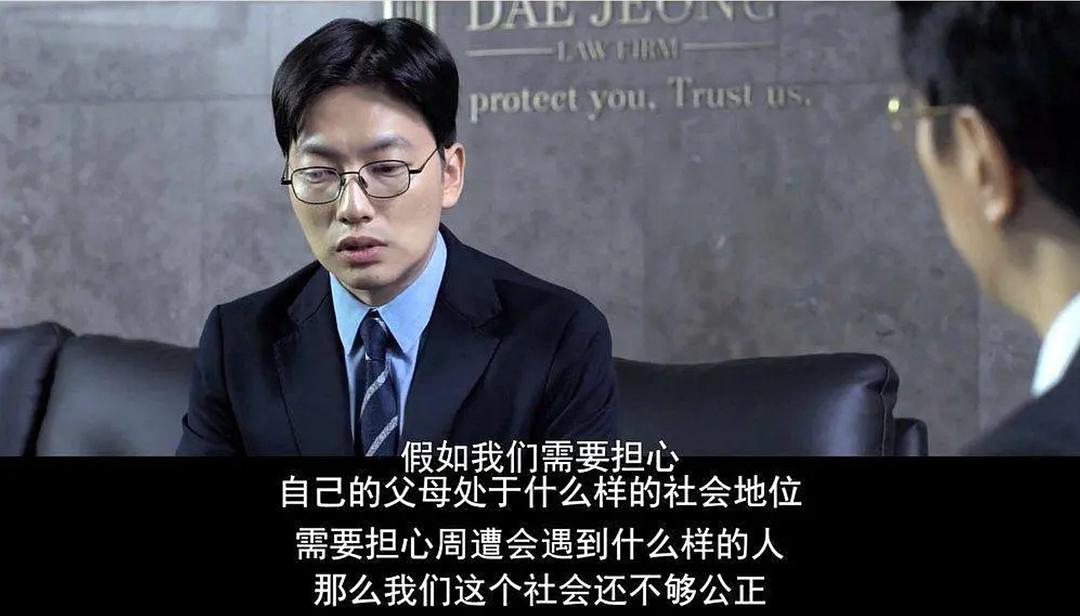 DAE JEONG
LAW FIRM
protect you, Trust us.
假如我们需要担心
自己的父母处于什么样的社会地位
需要担心周遭会遇到什么样的人
那么我们这个社会还不够公正